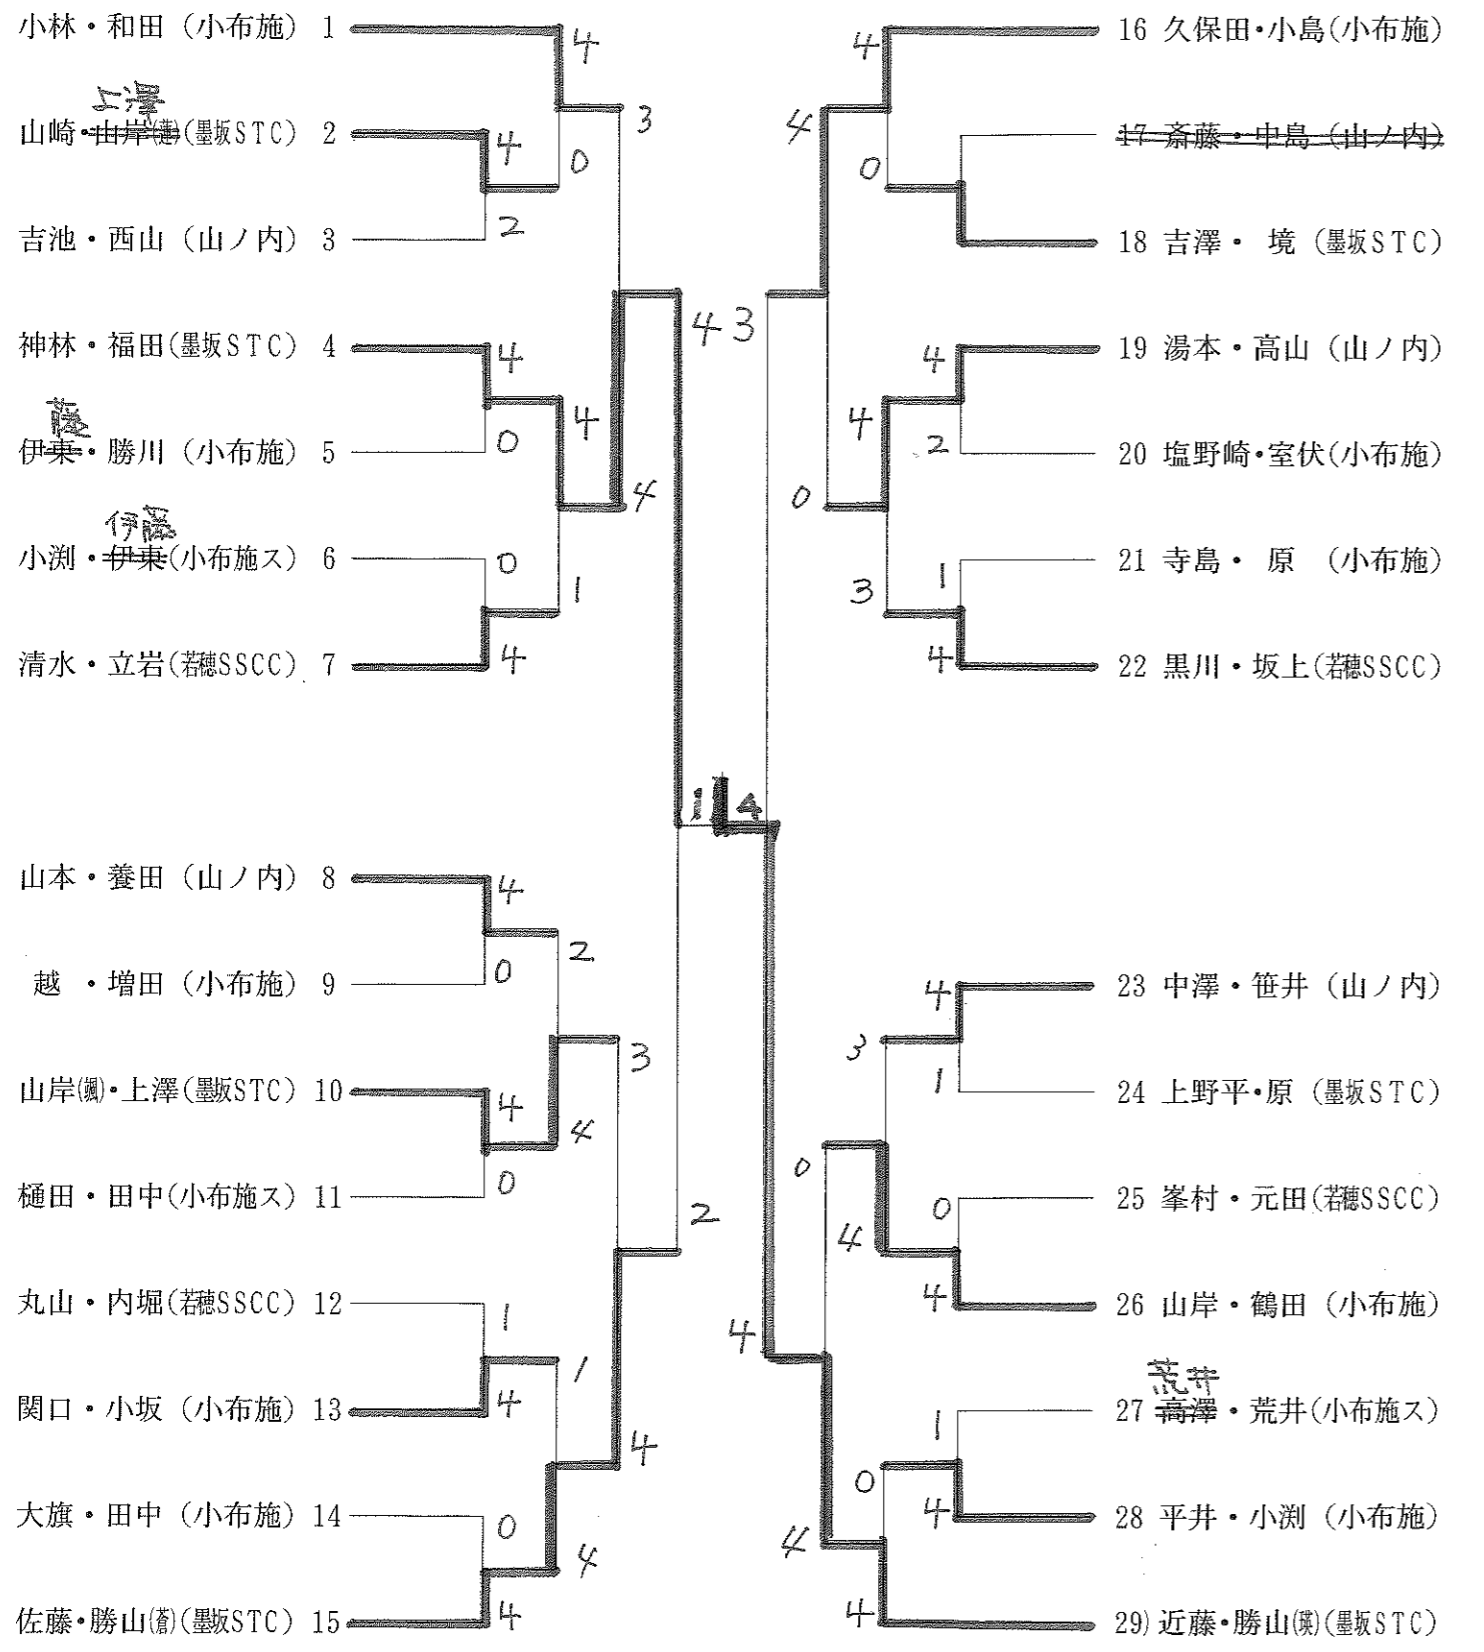 小林・和田（小布施） 1
上澤
山崎・山岸(蓮)(墨坂STC) 2
吉池・西山（山ノ内） 3
神林・福田(墨坂STC) 4
藤
伊東・勝川（小布施） 5
伊藤
小渕・伊東(小布施ス) 6
清水・立岩(若穂SSCC) 7
山本・養田（山ノ内） 8
越 ・増田（小布施） 9
山岸(颯)・上澤(墨坂STC) 10
樋田・田中(小布施ス) 11
丸山・内堀(若穂SSCC) 12
関口・小坂（小布施） 13
大旗・田中（小布施） 14
佐藤・勝山(蒼)(墨坂STC) 15
4
0
3
4
2
4
0
4
0
4
1
4
4
4
0
2
4
0
4
3
1
4
1
0
4
4
4
2
1 4
3
4
4
0
0
4
2
4
1
4
3
0
4
1
3
0
4
4
0
1
4
0
4
4
4
16 久保田・小島(小布施)
17 斎藤・中島（山ノ内）
18 吉澤・ 境（墨坂STC）
19 湯本・高山（山ノ内）
20 塩野崎・室伏(小布施)
21 寺島・ 原 （小布施）
22 黒川・坂上(若穂SSCC)
23 中澤・笹井（山ノ内）
24 上野平・原（墨坂STC）
25 峯村・元田(若穂SSCC)
26 山岸・鶴田（小布施）
荒井
27 高澤・荒井(小布施ス)
28 平井・小渕（小布施）
29) 近藤・勝山(瑛)(墨坂STC)